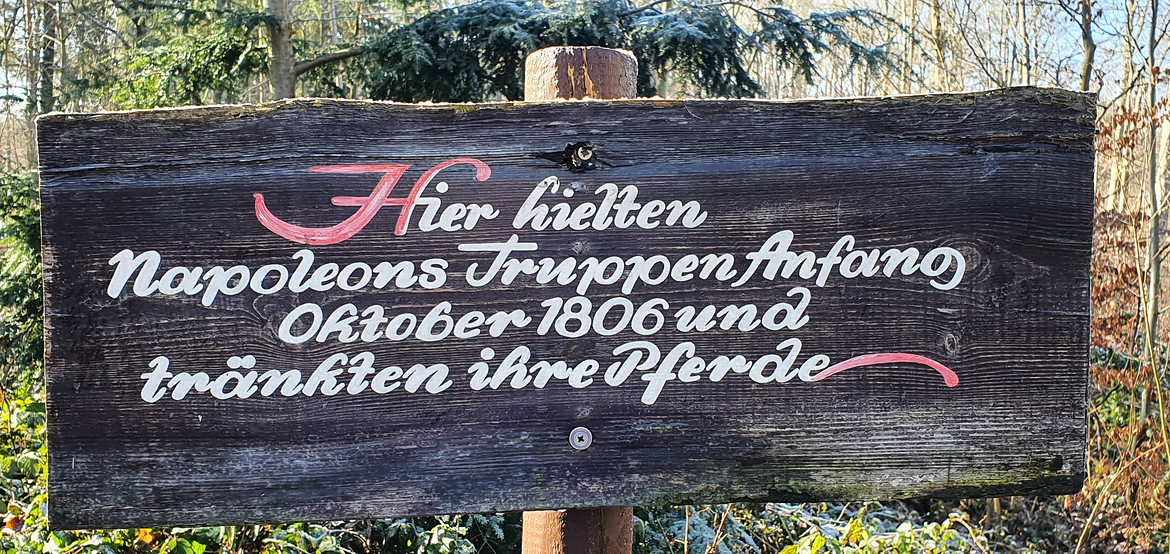 Hier hielten
Napoleons Truppen Anfang
Oktober 1806 und
tränkten ihre Pferde